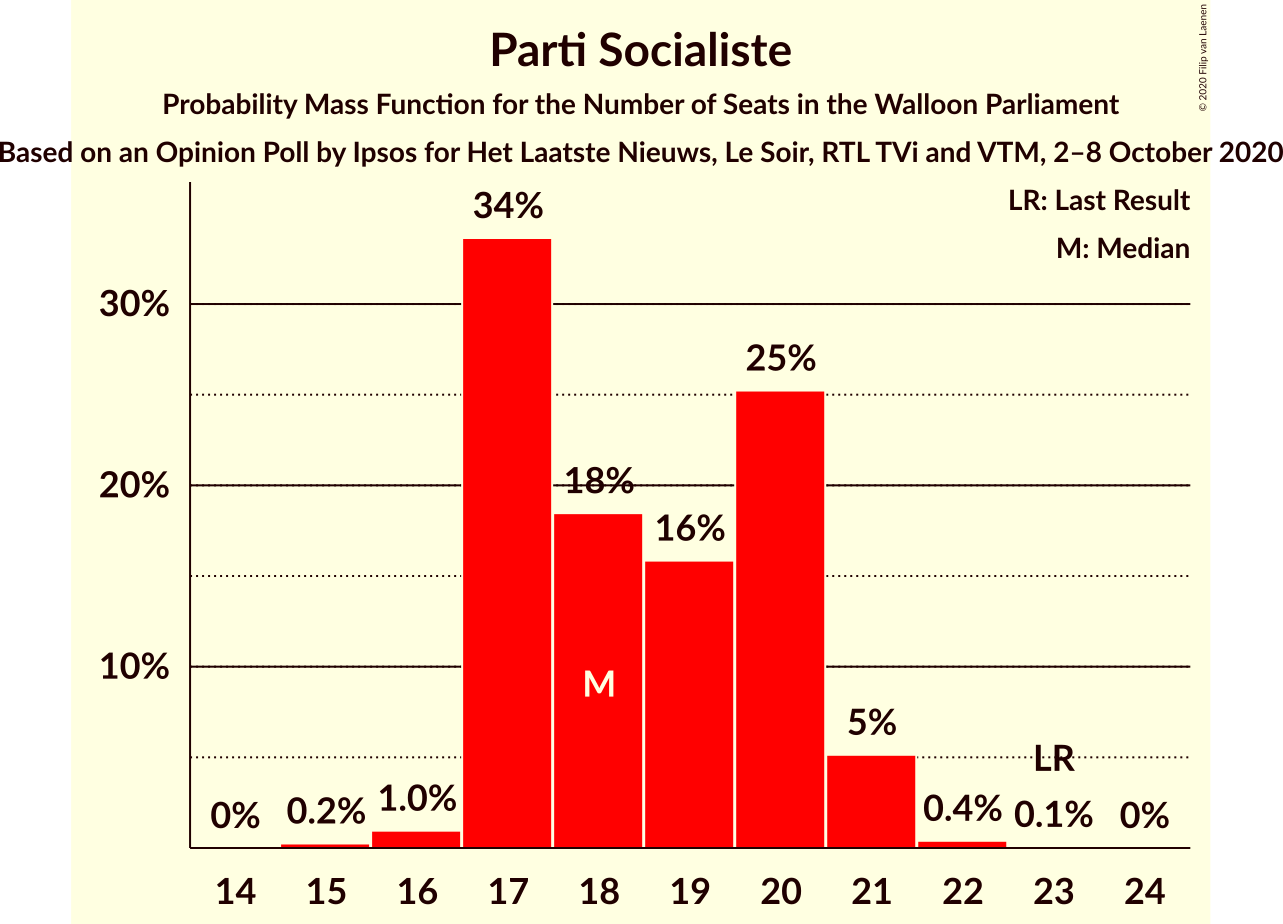 Parti Socialiste
Probability Mass Function for the Number of Seats in the Walloon Parliament
Based on an Opinion Poll by Ipsos for Het Laatste Nieuws, Le Soir, RTL TVi and VTM, 2–8 October 2020
© 2020 Filip van Laenen
LR: Last Result
M: Median
34%
30%
25%
20%
18%
16%
10%
M
5%
LR
0%
0.2%
1.0%
0.4%
0.1%
0%
14 15 16 17 18 19 20 21 22 23 24